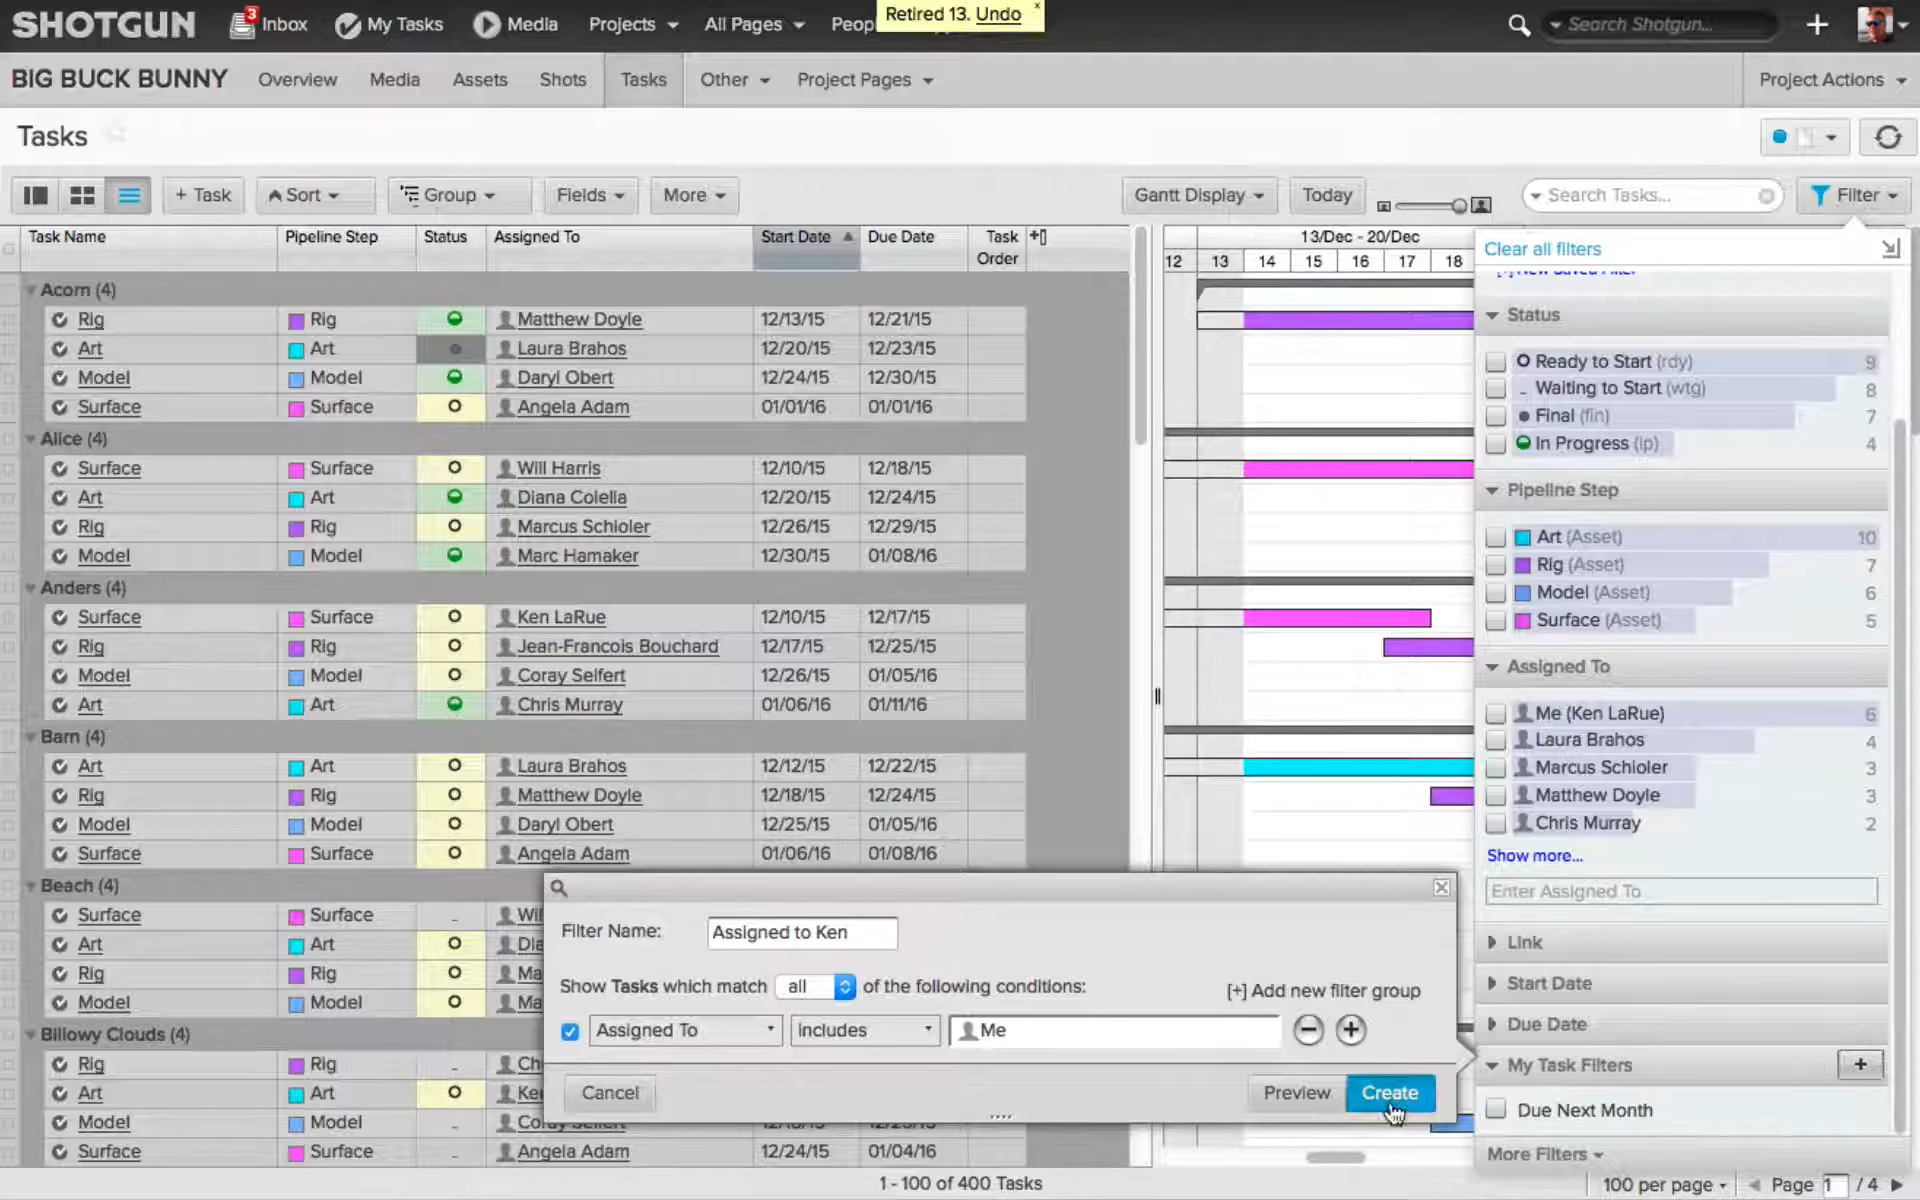 SHOTGUN 3 Inbox My Tasks Media Projects All Pages Peop Retired 13. Undo × Search Shotgun...
BIG BUCK BUNNY Overview Media Assets Shots Tasks Other Project Pages Project Actions
Tasks
+ Task Sort Group Fields More Gantt Display Today Search Tasks... Filter
Task Name Pipeline Step Status Assigned To Start Date Due Date Task Order 13/Dec - 20/Dec
12 13 14 15 16 17 18
Acorn (4)
Rig Rig Matthew Doyle 12/13/15 12/21/15
Art Art Laura Brahos 12/20/15 12/23/15
Model Model Daryl Obert 12/24/15 12/30/15
Surface Surface Angela Adam 01/01/16 01/01/16
Alice (4)
Surface Surface Will Harris 12/10/15 12/18/15
Art Art Diana Colella 12/20/15 12/24/15
Rig Rig Marcus Schioler 12/26/15 12/29/15
Model Model Marc Hamaker 12/30/15 01/08/16
Anders (4)
Surface Surface Ken LaRue 12/10/15 12/17/15
Rig Rig Jean-Francois Bouchard 12/17/15 12/25/15
Model Model Coray Seifert 12/26/15 01/05/16
Art Art Chris Murray 01/06/16 01/11/16
Barn (4)
Art Art Laura Brahos 12/12/15 12/22/15
Rig Rig Matthew Doyle 12/18/15 12/24/15
Model Model Daryl Obert 12/25/15 01/05/16
Surface Surface Angela Adam 01/06/16 01/08/16
Beach (4)
Surface Surface Wil
Art Art Dia
Rig Rig Ma
Model Model Ma
Billowy Clouds (4)
Rig Rig Ch
Art Art Ke
Model Model
Surface Surface Angela Adam 12/24/15 01/04/16
Filter Name: Assigned to Ken
Show Tasks which match all of the following conditions: [+] Add new filter group
Assigned To includes Me
Cancel Preview Create
Clear all filters
[+] New Saved Filter
Status
Ready to Start (rdy) 9
Waiting to Start (wtg) 8
Final (fin) 7
In Progress (ip) 4
Pipeline Step
Art (Asset) 10
Rig (Asset) 7
Model (Asset) 6
Surface (Asset) 5
Assigned To
Me (Ken LaRue) 6
Laura Brahos 4
Marcus Schioler 3
Matthew Doyle 3
Chris Murray 2
Show more...
Enter Assigned To
Link
Start Date
Due Date
My Task Filters +
Due Next Month
More Filters
1 - 100 of 400 Tasks 100 per page Page 1 / 4